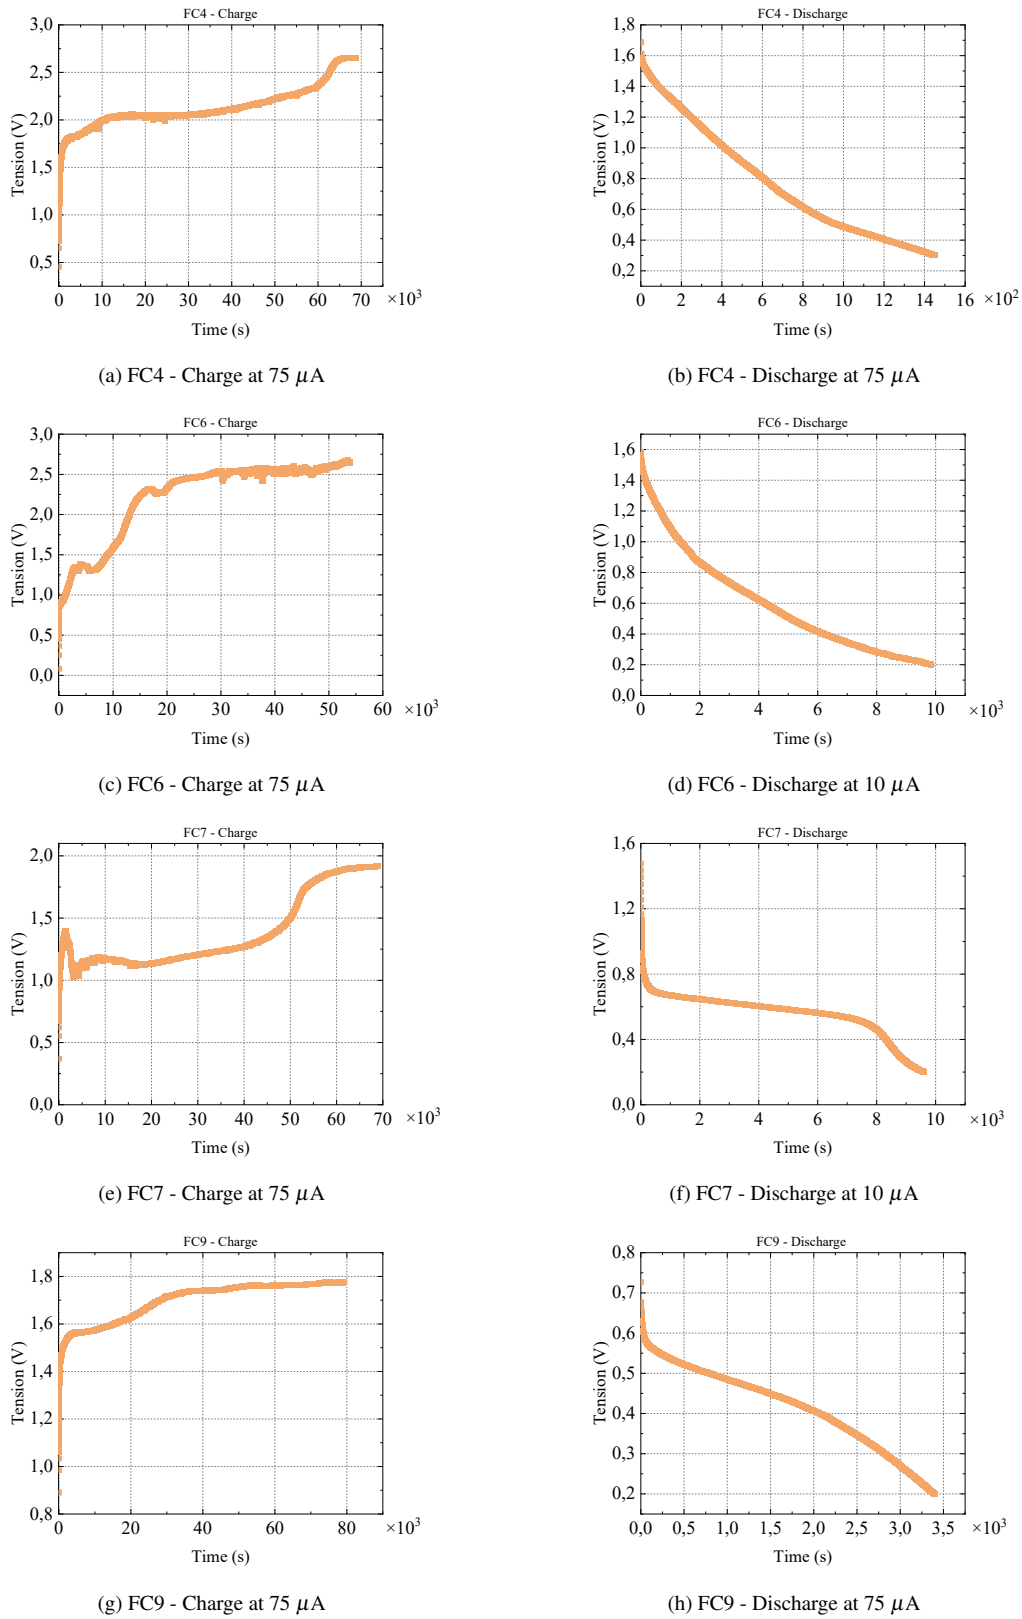 FC4 - Charge
3,0
2,5
2,0
1,5
1,0
0,5
Tension (V)
0 10 20 30 40 50 60 70 ×10³
Time (s)
(a) FC4 - Charge at 75 μA
FC4 - Discharge
1,8
1,6
1,4
1,2
1,0
0,8
0,6
0,4
0,2
Tension (V)
0 2 4 6 8 10 12 14 16 ×10²
Time (s)
(b) FC4 - Discharge at 75 μA
FC6 - Charge
3,0
2,5
2,0
1,5
1,0
0,5
0,0
Tension (V)
0 10 20 30 40 50 60 ×10³
Time (s)
(c) FC6 - Charge at 75 μA
FC6 - Discharge
1,6
1,4
1,2
1,0
0,8
0,6
0,4
0,2
0,0
Tension (V)
0 2 4 6 8 10 ×10³
Time (s)
(d) FC6 - Discharge at 10 μA
FC7 - Charge
2,0
1,5
1,0
0,5
0,0
Tension (V)
0 10 20 30 40 50 60 70 ×10³
Time (s)
(e) FC7 - Charge at 75 μA
FC7 - Discharge
1,6
1,2
0,8
0,4
0,0
Tension (V)
0 2 4 6 8 10 ×10³
Time (s)
(f) FC7 - Discharge at 10 μA
FC9 - Charge
1,8
1,6
1,4
1,2
1,0
0,8
Tension (V)
0 20 40 60 80 ×10³
Time (s)
(g) FC9 - Charge at 75 μA
FC9 - Discharge
0,8
0,7
0,6
0,5
0,4
0,3
0,2
Tension (V)
0,0 0,5 1,0 1,5 2,0 2,5 3,0 3,5 ×10³
Time (s)
(h) FC9 - Discharge at 75 μA